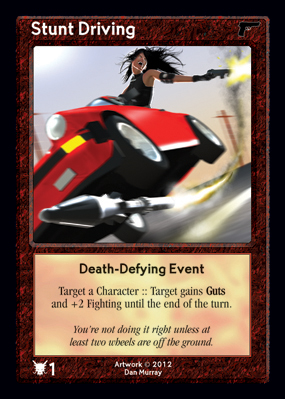 Stunt Driving
Death-Defying Event
Target a Character :: Target gains Guts
and +2 Fighting until the end of the turn.
You're not doing it right unless at
least two wheels are off the ground.
Artwork © 2012
Dan Murray
1